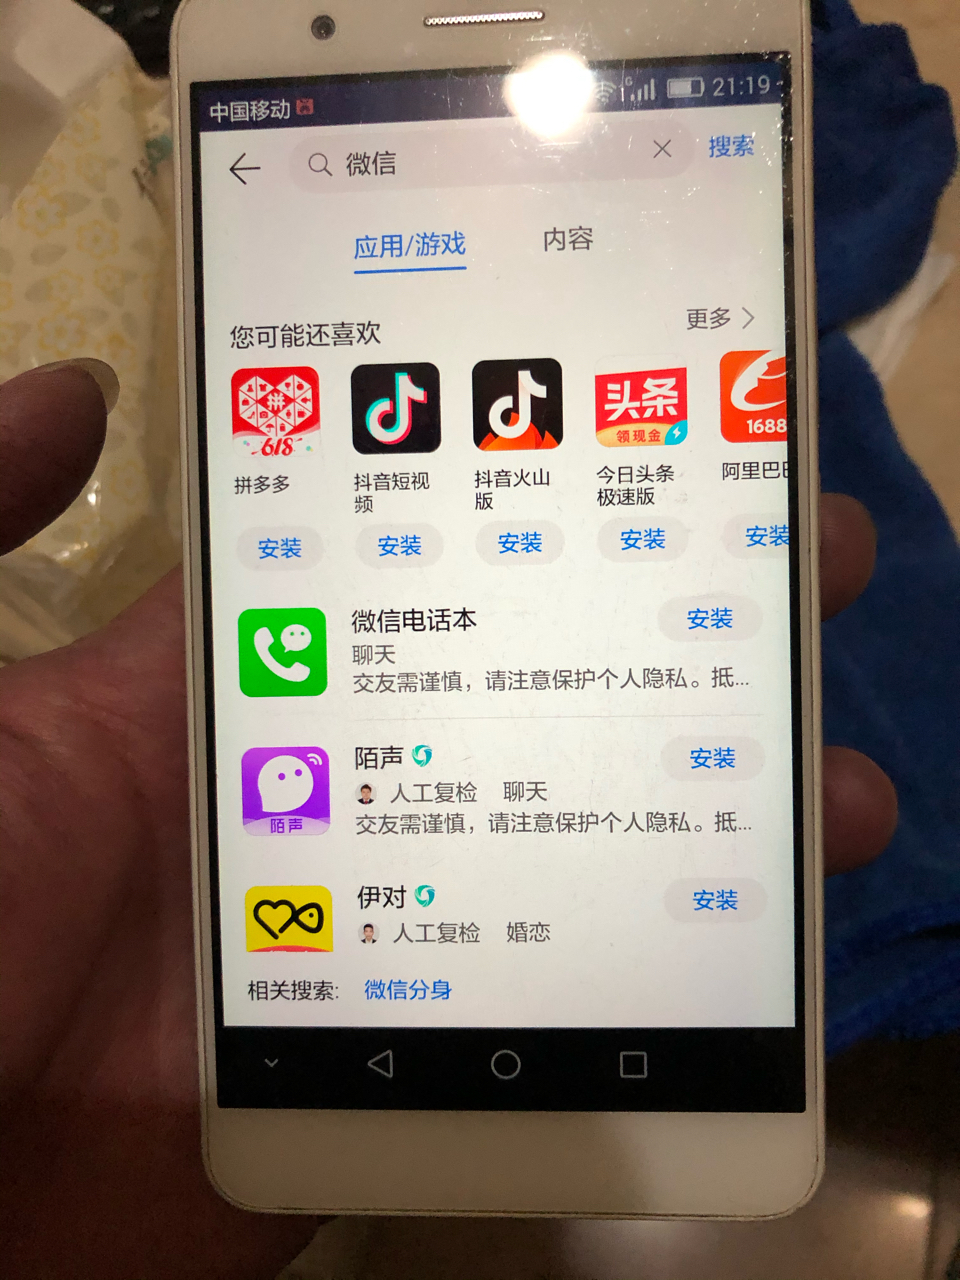 中国移动
G
21:19
微信
搜索
应用/游戏
内容
您可能还喜欢
更多
拼
618
头条
领现金
1688
拼多多
抖音短视
频
抖音火山
版
今日头条
极速版
阿里巴
安装
安装
安装
安装
安装
微信电话本
安装
聊天
交友需谨慎，请注意保护个人隐私。抵...
陌声
陌声
安装
人工复检
聊天
交友需谨慎，请注意保护个人隐私。抵...
伊对
安装
人工复检
婚恋
相关搜索:
微信分身